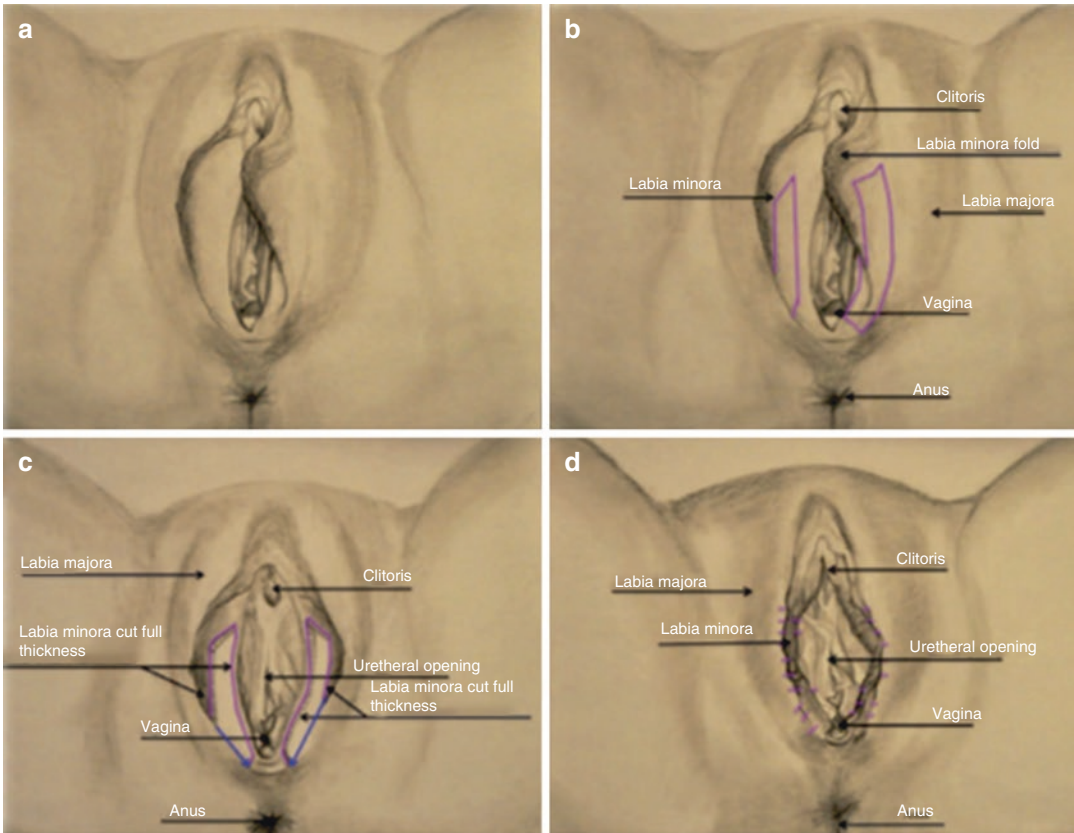 a
b
Clitoris
Labia minora fold
Labia minora
Labia majora
Vagina
Anus
c
Labia majora
Clitoris
Labia minora cut full
thickness
Uretheral opening
Labia minora cut full
thickness
Vagina
Anus
d
Clitoris
Labia majora
Labia minora
Uretheral opening
Vagina
Anus